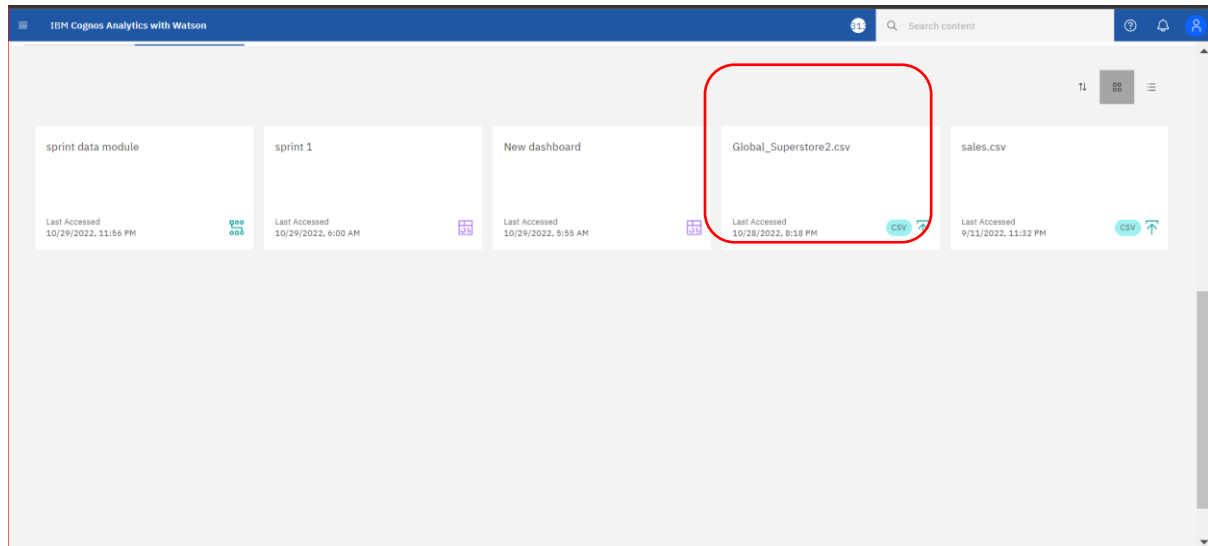 IBM Cognos Analytics with Watson
Search content
sprint data module
Last Accessed
10/29/2022, 11:56 PM
sprint 1
Last Accessed
10/29/2022, 6:00 AM
New dashboard
Last Accessed
10/29/2022, 5:55 AM
Global_Superstore2.csv
Last Accessed
10/28/2022, 8:18 PM
CSV
sales.csv
Last Accessed
9/11/2022, 11:32 PM
CSV